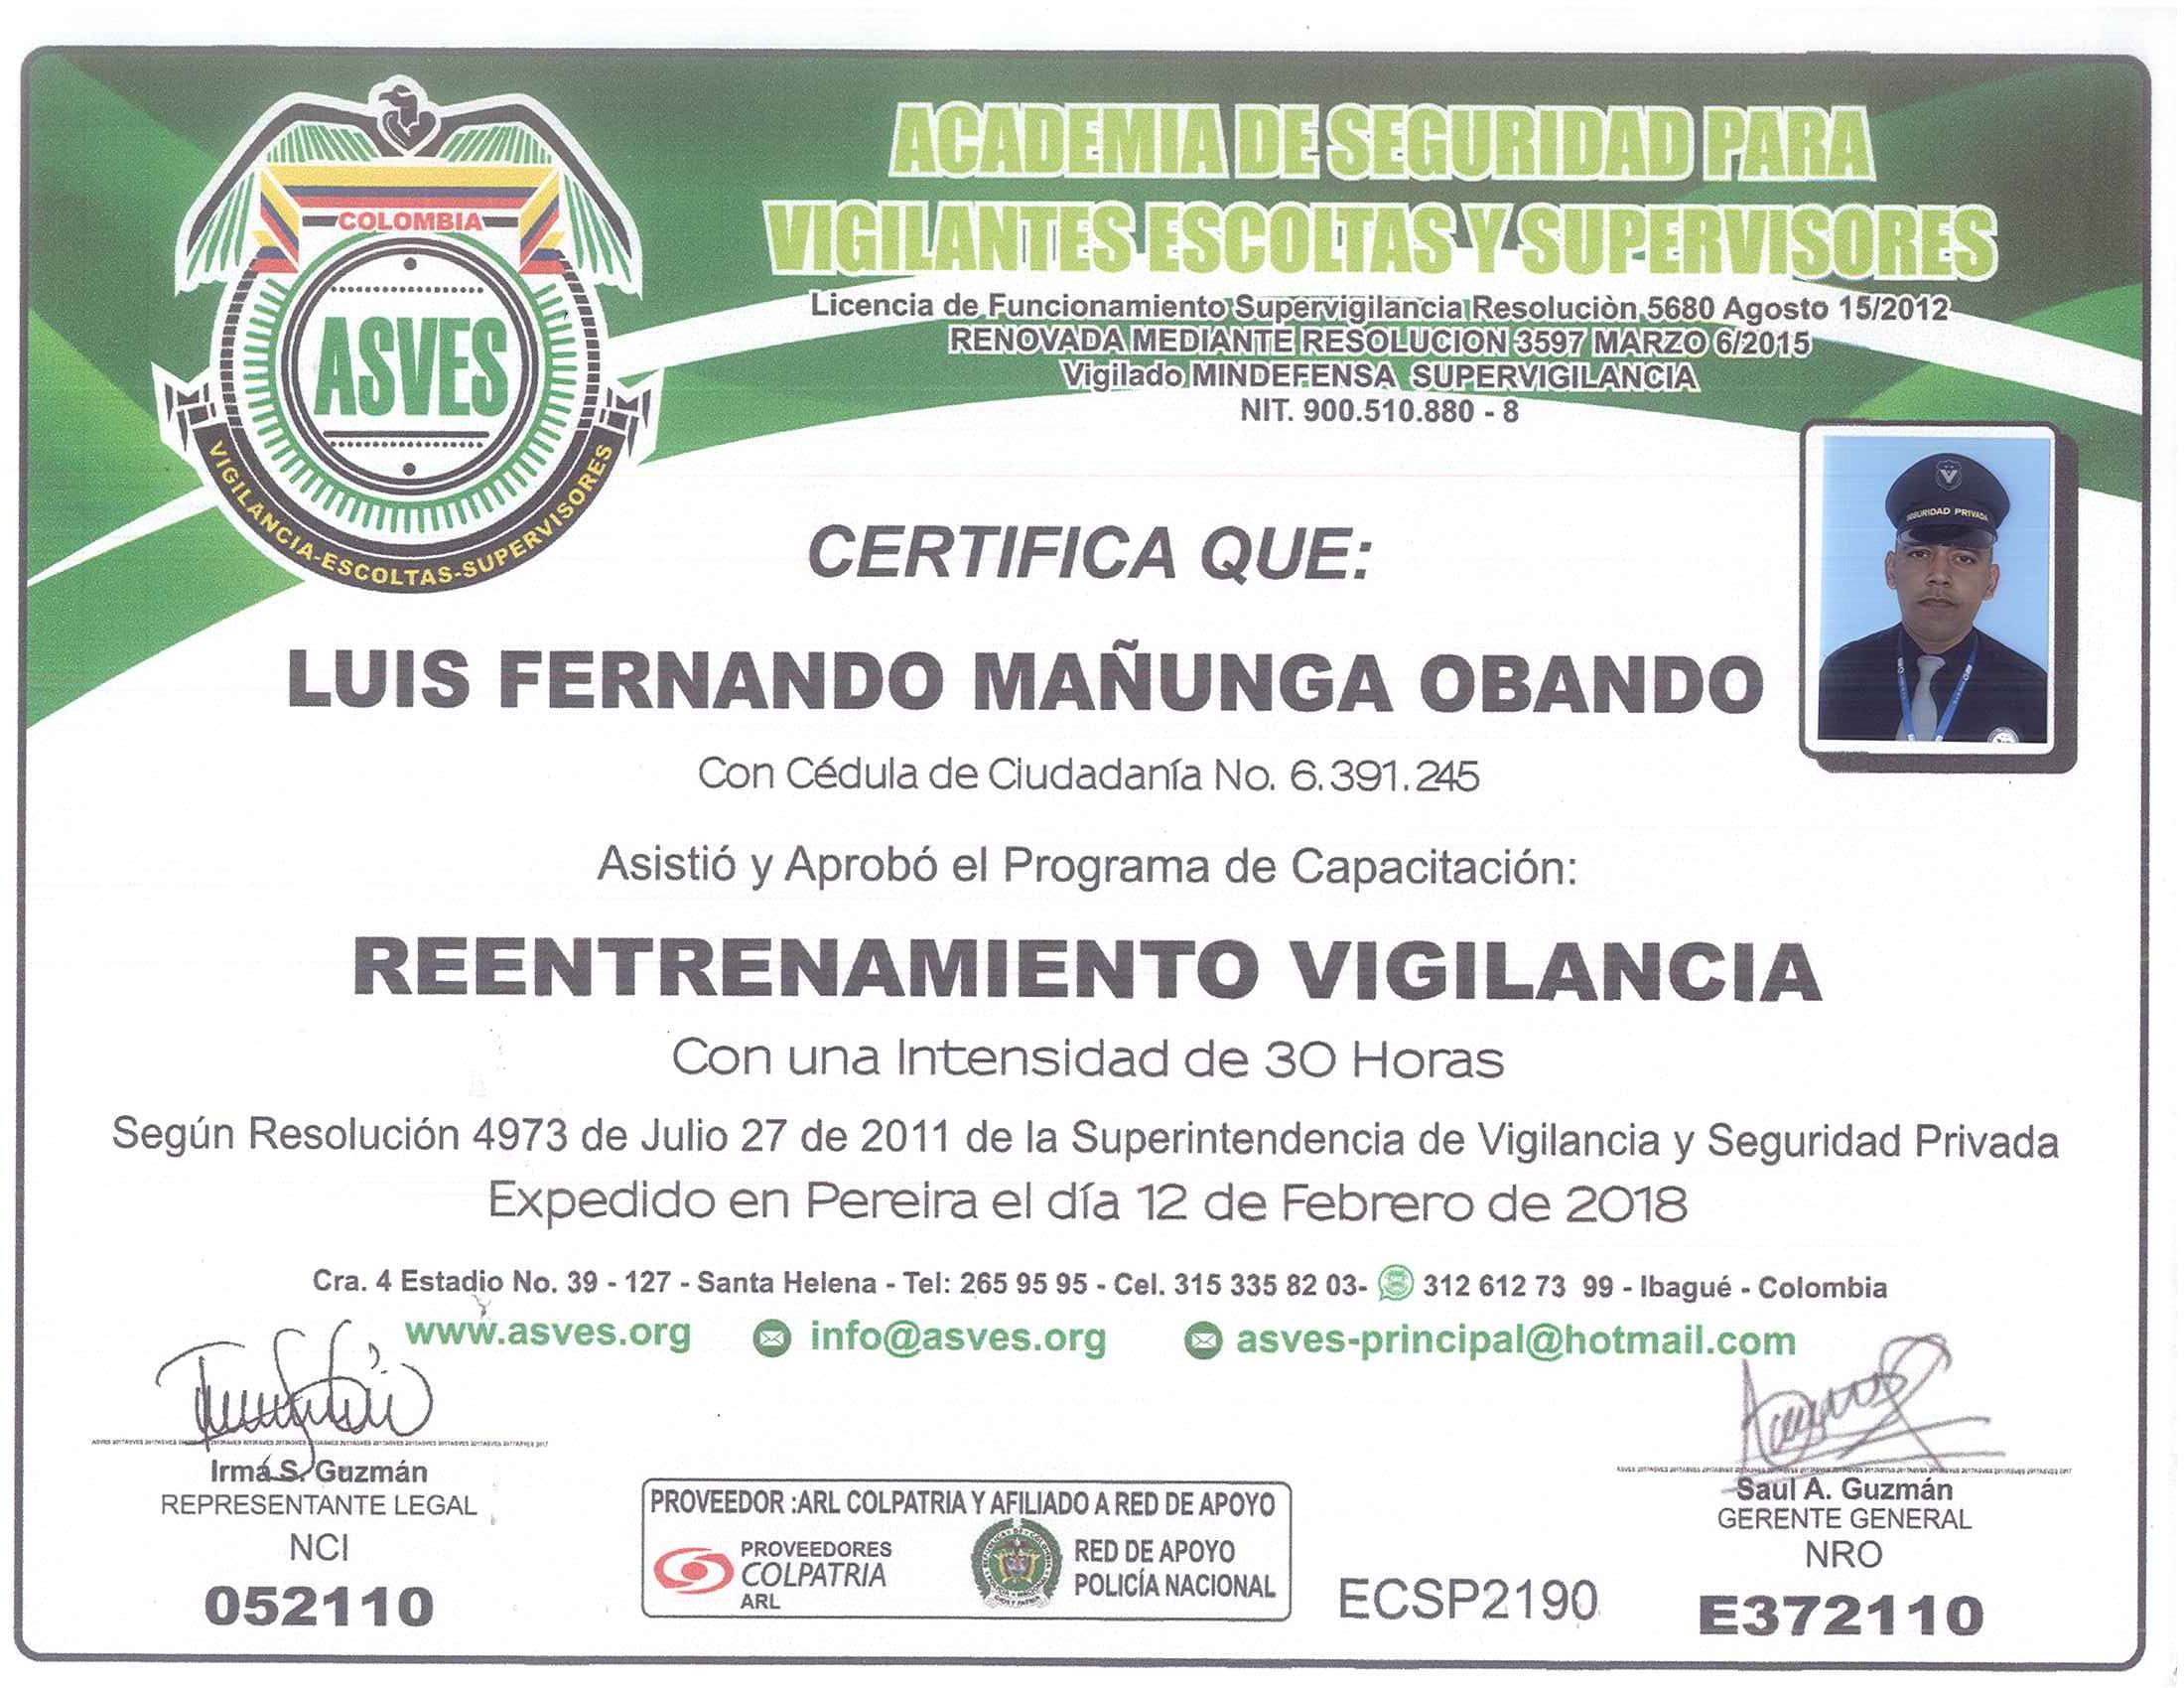 ACADEMIA DE SEGURIDAD PARA
VIGILANTES ESCOLTAS Y SUPERVISORES
Licencia de Funcionamiento Supervigilancia Resoluciòn 5680 Agosto 15/2012
RENOVADA MEDIANTE RESOLUCION 3597 MARZO 6/2015
Vigilado MINDEFENSA SUPERVIGILANCIA
NIT. 900.510.880 - 8
COLOMBIA
ASVES
VIGILANCIA-ESCOLTAS-SUPERVISORES
SEGURIDAD PRIVADA
CERTIFICA QUE:
LUIS FERNANDO MAÑUNGA OBANDO
Con Cédula de Ciudadanía No. 6.391.245
Asistió y Aprobó el Programa de Capacitación:
REENTRENAMIENTO VIGILANCIA
Con una Intensidad de 30 Horas
Según Resolución 4973 de Julio 27 de 2011 de la Superintendencia de Vigilancia y Seguridad Privada
Expedido en Pereira el día 12 de Febrero de 2018
Cra. 4 Estadio No. 39 - 127 - Santa Helena - Tel: 265 95 95 - Cel. 315 335 82 03- 312 612 73 99 - Ibagué - Colombia
www.asves.org info@asves.org asves-principal@hotmail.com
Irma S. Guzmán
REPRESENTANTE LEGAL
NCI
052110
PROVEEDOR :ARL COLPATRIA Y AFILIADO A RED DE APOYO
PROVEEDORES
COLPATRIA
ARL
RED DE APOYO
POLICÍA NACIONAL
ECSP2190
Saul A. Guzmán
GERENTE GENERAL
NRO
E372110